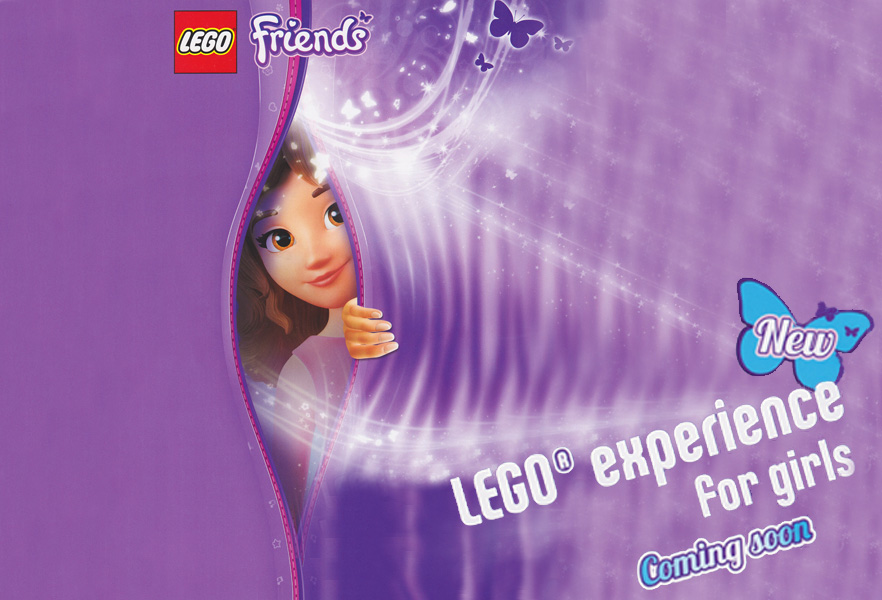 LEGO Friends
New
LEGO® experience
for girls
Coming soon